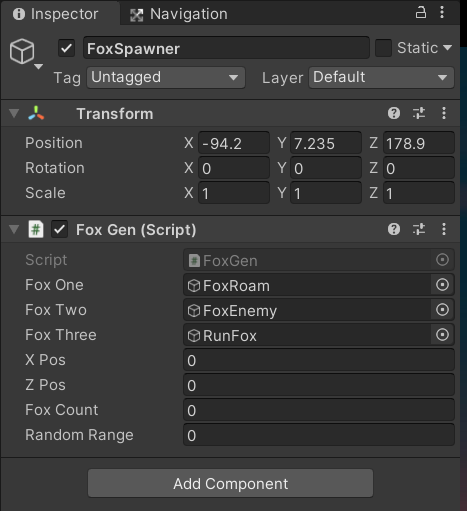 Inspector Navigation
FoxSpawner Static
Tag Untagged Layer Default
Transform
Position X -94.2 Y 7.235 Z 178.9
Rotation X 0 Y 0 Z 0
Scale X 1 Y 1 Z 1
# Fox Gen (Script)
Script # FoxGen
Fox One FoxRoam
Fox Two FoxEnemy
Fox Three RunFox
X Pos 0
Z Pos 0
Fox Count 0
Random Range 0
Add Component